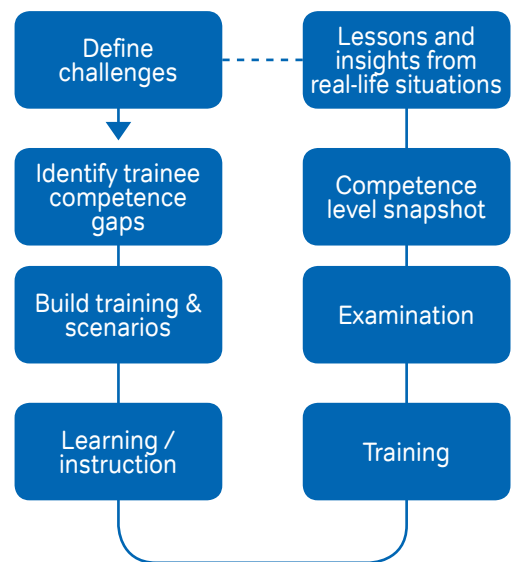 Define
challenges
Lessons and
insights from
real-life situations
Identify trainee
competence
gaps
Competence
level snapshot
Build training &
scenarios
Examination
Learning /
instruction
Training